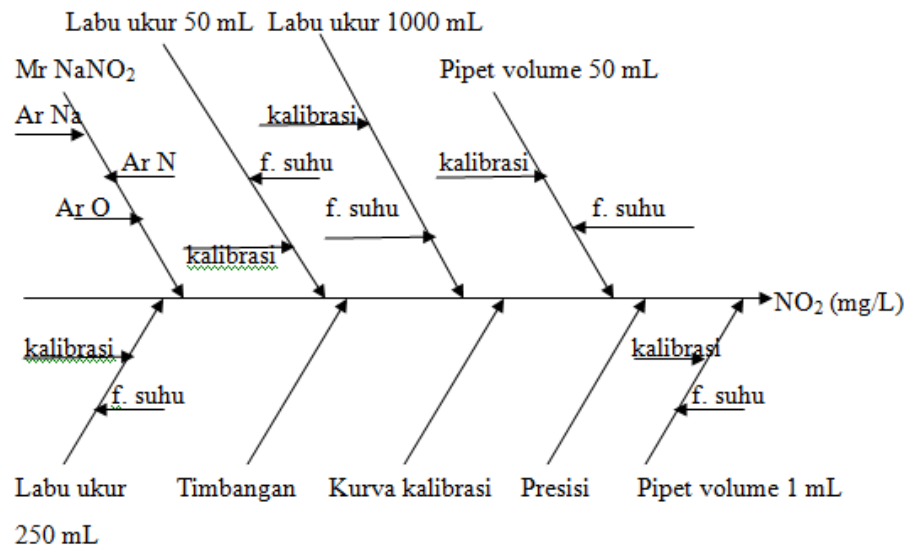 Labu ukur 50 mL
Labu ukur 1000 mL
Mr NaNO₂
Pipet volume 50 mL
Ar Na
kalibrasi
Ar N
f. suhu
kalibrasi
Ar O
f. suhu
f. suhu
kalibrasi
NO₂ (mg/L)
kalibrasi
kalibrasi
f. suhu
f. suhu
Labu ukur
250 mL
Timbangan
Kurva kalibrasi
Presisi
Pipet volume 1 mL